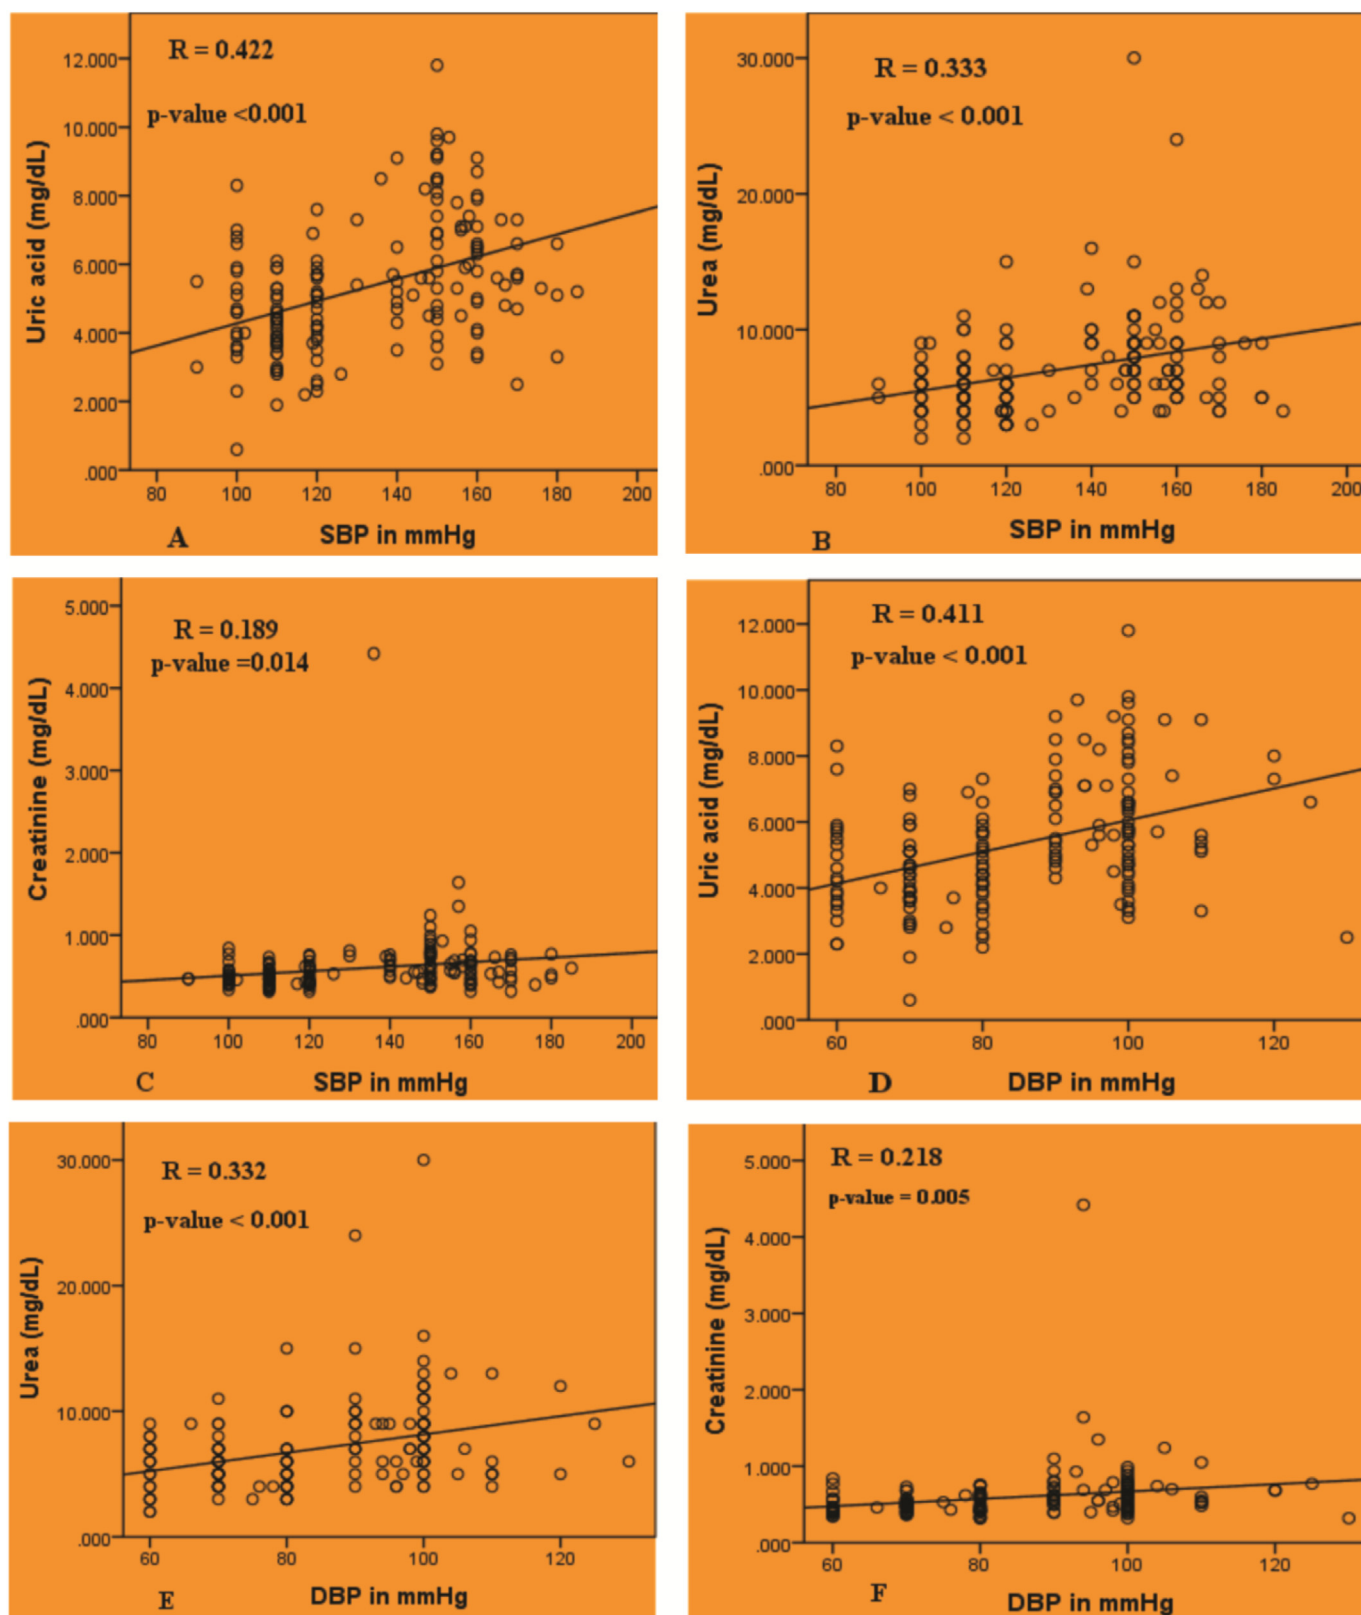 R = 0.422
p-value <0.001
12.000
10.000
8.000
6.000
4.000
2.000
.000
Uric acid (mg/dL)
80 100 120 140 160 180 200
SBP in mmHg
A
R = 0.333
p-value < 0.001
30.000
20.000
10.000
.000
Urea (mg/dL)
80 100 120 140 160 180 200
SBP in mmHg
B
R = 0.189
p-value =0.014
5.000
4.000
3.000
2.000
1.000
.000
Creatinine (mg/dL)
80 100 120 140 160 180 200
SBP in mmHg
C
R = 0.411
p-value < 0.001
12.000
10.000
8.000
6.000
4.000
2.000
.000
Uric acid (mg/dL)
60 80 100 120
DBP in mmHg
D
R = 0.332
p-value < 0.001
30.000
20.000
10.000
.000
Urea (mg/dL)
60 80 100 120
DBP in mmHg
E
R = 0.218
p-value = 0.005
5.000
4.000
3.000
2.000
1.000
.000
Creatinine (mg/dL)
60 80 100 120
DBP in mmHg
F